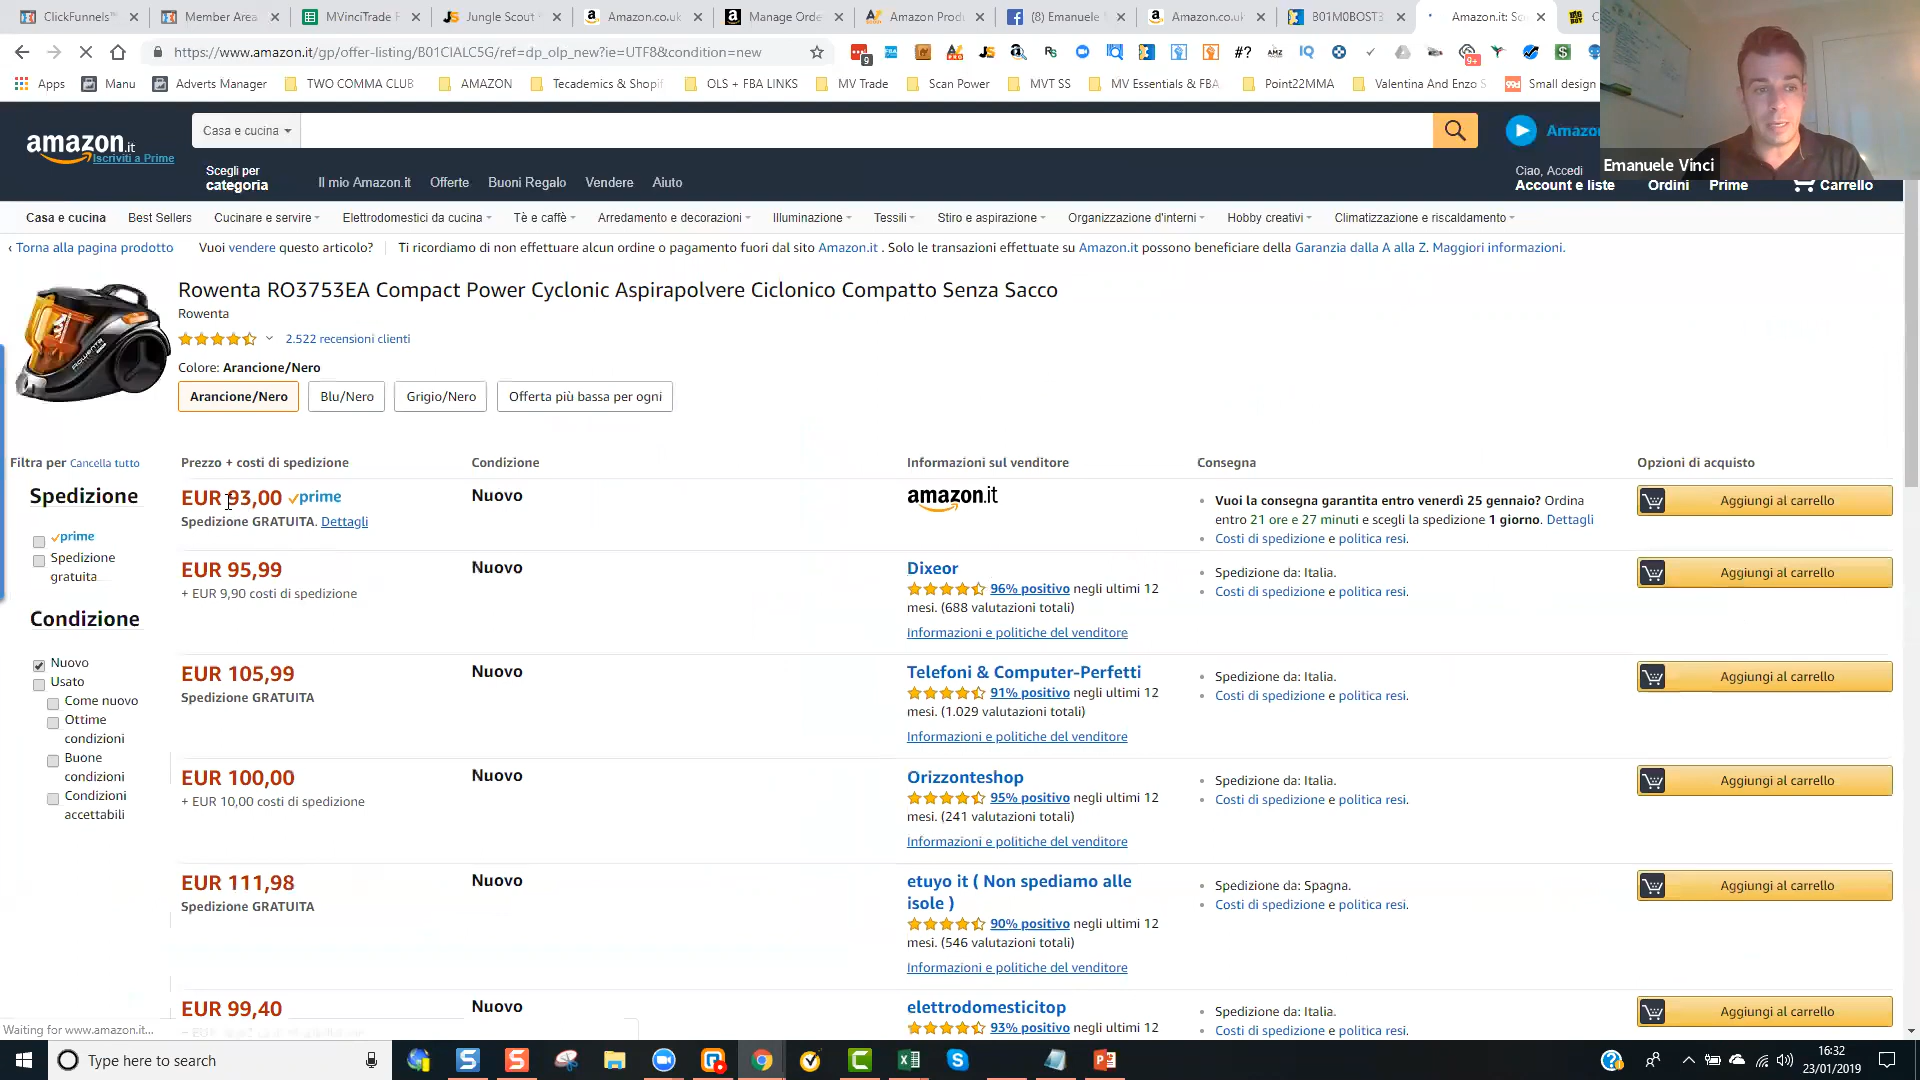 ClickFunnels™
Member Area
MVinciTrade F
Jungle Scout
Amazon.co.uk
Manage Orde
Amazon Prod
(8) Emanuele
Amazon.co.uk
B01M0BOST3
Amazon.it: Sc
https://www.amazon.it/gp/offer-listing/B01CIALC5G/ref=dp_olp_new?ie=UTF8&condition=new
Apps
Manu
Adverts Manager
TWO COMMA CLUB
AMAZON
Tecademics & Shopif
OLS + FBA LINKS
MV Trade
Scan Power
MVT SS
MV Essentials & FBA
Point22MMA
Valentina And Enzo S
Small design
amazon.it
Iscriviti a Prime
Casa e cucina
Amazo
Emanuele Vinci
Scegli per
categoria
Il mio Amazon.it Offerte Buoni Regalo Vendere Aiuto
Ciao, Accedi
Account e liste
Ordini
Prime
Carrello
Casa e cucina Best Sellers Cucinare e servire Elettrodomesti da cucina Tè e caffè Arredamento e decorazioni Illuminazione Tessili Stiro e aspirazione Organizzazione d'interni Hobby creativi Climatizzazione e riscaldamento
‹ Torna alla pagina prodotto Vuoi vendere questo articolo? Ti ricordiamo di non effettuare alcun ordine o pagamento fuori dal sito Amazon.it . Solo le transazioni effettuate su Amazon.it possono beneficiare della Garanzia dalla A alla Z. Maggiori informazioni.
Rowenta RO3753EA Compact Power Cyclonic Aspirapolvere Ciclonico Compatto Senza Sacco
Rowenta
2.522 recensioni clienti
Colore: Arancione/Nero
Arancione/Nero Blu/Nero Grigio/Nero Offerta più bassa per ogni
Filtra per Cancella tutto
Spedizione
prime
Spedizione
gratuita
Condizione
Nuovo
Usato
Come nuovo
Ottime
condizioni
Buone
condizioni
Condizioni
accettabili
Prezzo + costi di spedizione Condizione Informazioni sul venditore Consegna Opzioni di acquisto
EUR 93,00 prime
Spedizione GRATUITA. Dettagli
Nuovo
amazon.it
Vuoi la consegna garantita entro venerdì 25 gennaio? Ordina
entro 21 ore e 27 minuti e scegli la spedizione 1 giorno. Dettagli
Costi di spedizione e politica resi.
Aggiungi al carrello
EUR 95,99
+ EUR 9,90 costi di spedizione
Nuovo
Dixeor
96% positivo negli ultimi 12
mesi. (688 valutazioni totali)
Informazioni e politiche del venditore
Spedizione da: Italia.
Costi di spedizione e politica resi.
Aggiungi al carrello
EUR 105,99
Spedizione GRATUITA
Nuovo
Telefoni & Computer-Perfetti
91% positivo negli ultimi 12
mesi. (1.029 valutazioni totali)
Informazioni e politiche del venditore
Spedizione da: Italia.
Costi di spedizione e politica resi.
Aggiungi al carrello
EUR 100,00
+ EUR 10,00 costi di spedizione
Nuovo
Orizzonteshop
95% positivo negli ultimi 12
mesi. (241 valutazioni totali)
Informazioni e politiche del venditore
Spedizione da: Italia.
Costi di spedizione e politica resi.
Aggiungi al carrello
EUR 111,98
Spedizione GRATUITA
Nuovo
etuyo it ( Non spediamo alle
isole )
90% positivo negli ultimi 12
mesi. (546 valutazioni totali)
Informazioni e politiche del venditore
Spedizione da: Spagna.
Costi di spedizione e politica resi.
Aggiungi al carrello
EUR 99,40
Nuovo
elettrodomesticitop
93% positivo negli ultimi 12
Spedizione da: Italia.
Costi di spedizione e politica resi.
Aggiungi al carrello
Waiting for www.amazon.it...
Type here to search
16:32
23/01/2019